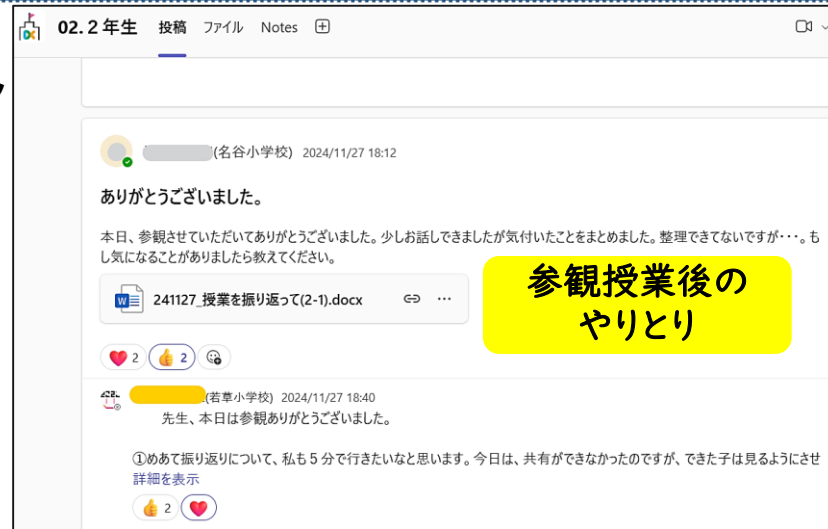 02.２年生 投稿 ファイル Notes
(名谷小学校) 2024/11/27 18:12
ありがとうございました。
本日、参観させていただいてありがとうございました。少しお話しできましたが気付いたことをまとめました。整理できてないですが・・・。も
し気になることがありましたら教えてください。
241127_授業を振り返って(2-1).docx
参観授業後の
やりとり
2 2
(若草小学校) 2024/11/27 18:40
先生、本日は参観ありがとうございました。
①めあて振り返りについて、私も５分で行きたいなと思います。今日は、共有ができなかったのですが、できた子は見るようにさせ
詳細を表示
2